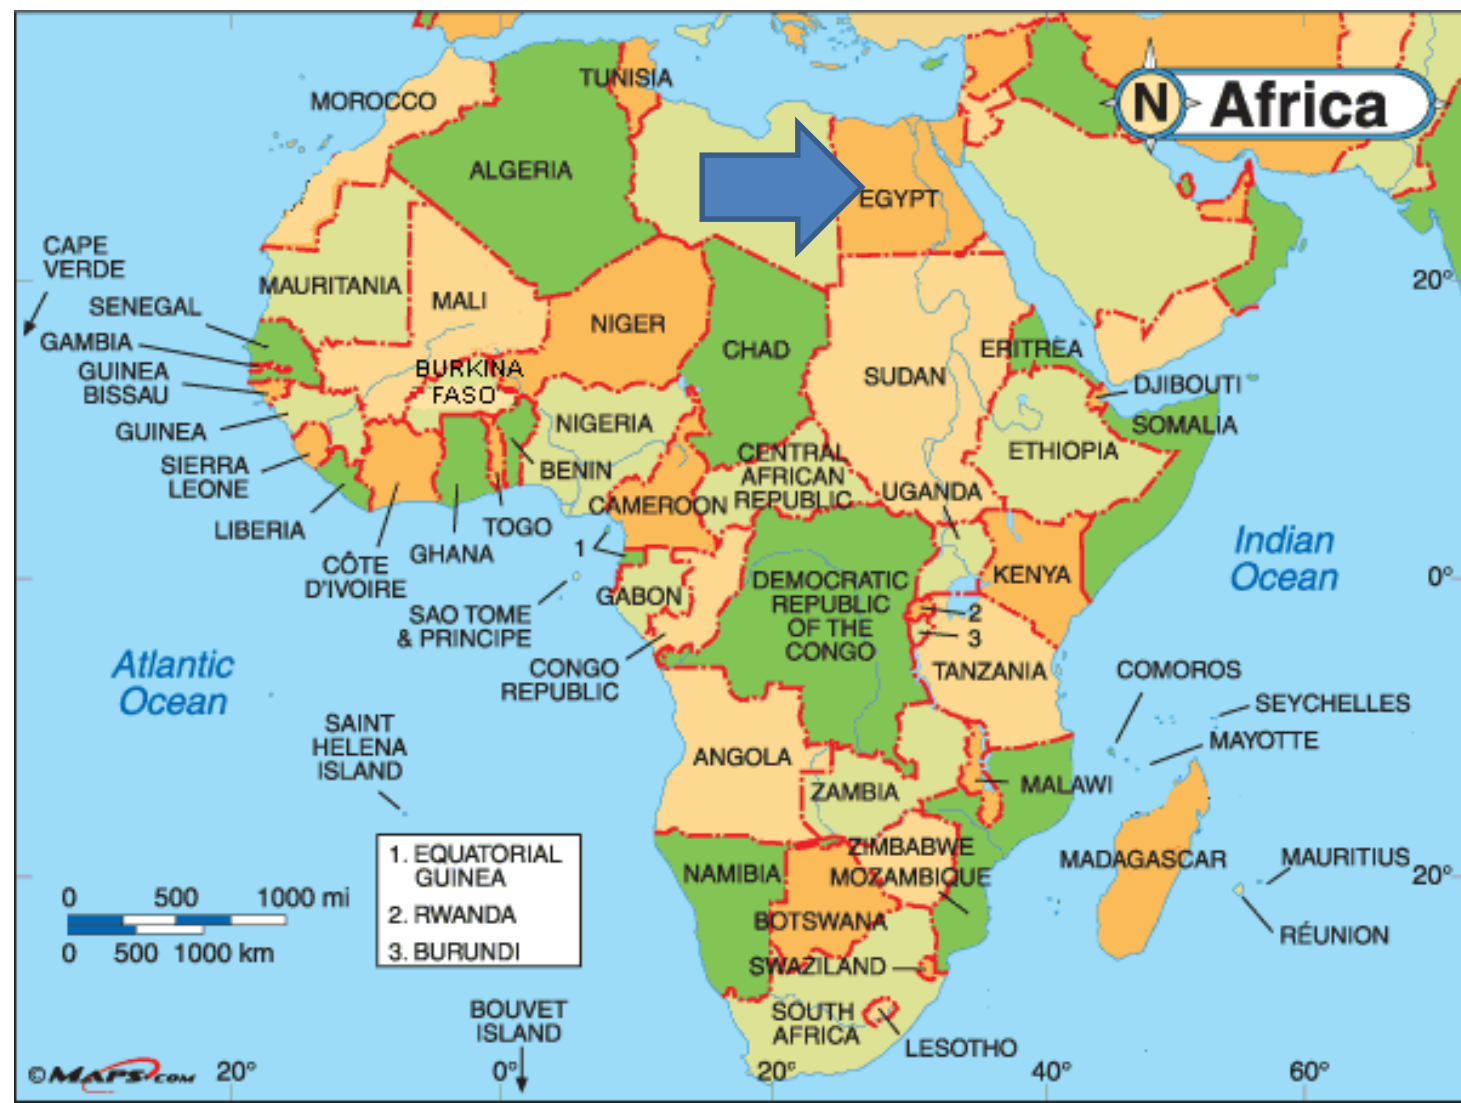 N
Africa
TUNISIA
MOROCCO
ALGERIA
EGYPT
CAPE
VERDE
MAURITANIA
MALI
NIGER
CHAD
SUDAN
ERITREA
20°
SENEGAL
GAMBIA
GUINEA
BISSAU
GUINEA
SIERRA
LEONE
LIBERIA
BURKINA
FASO
NIGERIA
BENIN
CÔTE
D'IVOIRE
GHANA
TOGO
CAMEROON
CENTRAL
AFRICAN
REPUBLIC
UGANDA
ETHIOPIA
DJIBOUTI
SOMALIA
1
GABON
SAO TOME
& PRINCIPE
CONGO
REPUBLIC
DEMOCRATIC
REPUBLIC
OF THE
CONGO
KENYA
2
3
TANZANIA
Indian
Ocean
0°
Atlantic
Ocean
SAINT
HELENA
ISLAND
ANGOLA
ZAMBIA
MALAWI
COMOROS
SEYCHELLES
MAYOTTE
ZIMBABWE
MOZAMBIQUE
NAMIBIA
BOTSWANA
MADAGASCAR
MAURITIUS
20°
RÉUNION
SWAZILAND
SOUTH
AFRICA
LESOTHO
1. EQUATORIAL
GUINEA
2. RWANDA
3. BURUNDI
0 500 1000 mi
0 500 1000 km
BOUVET
ISLAND
©MAPS.COM
20°
0°
20°
40°
60°